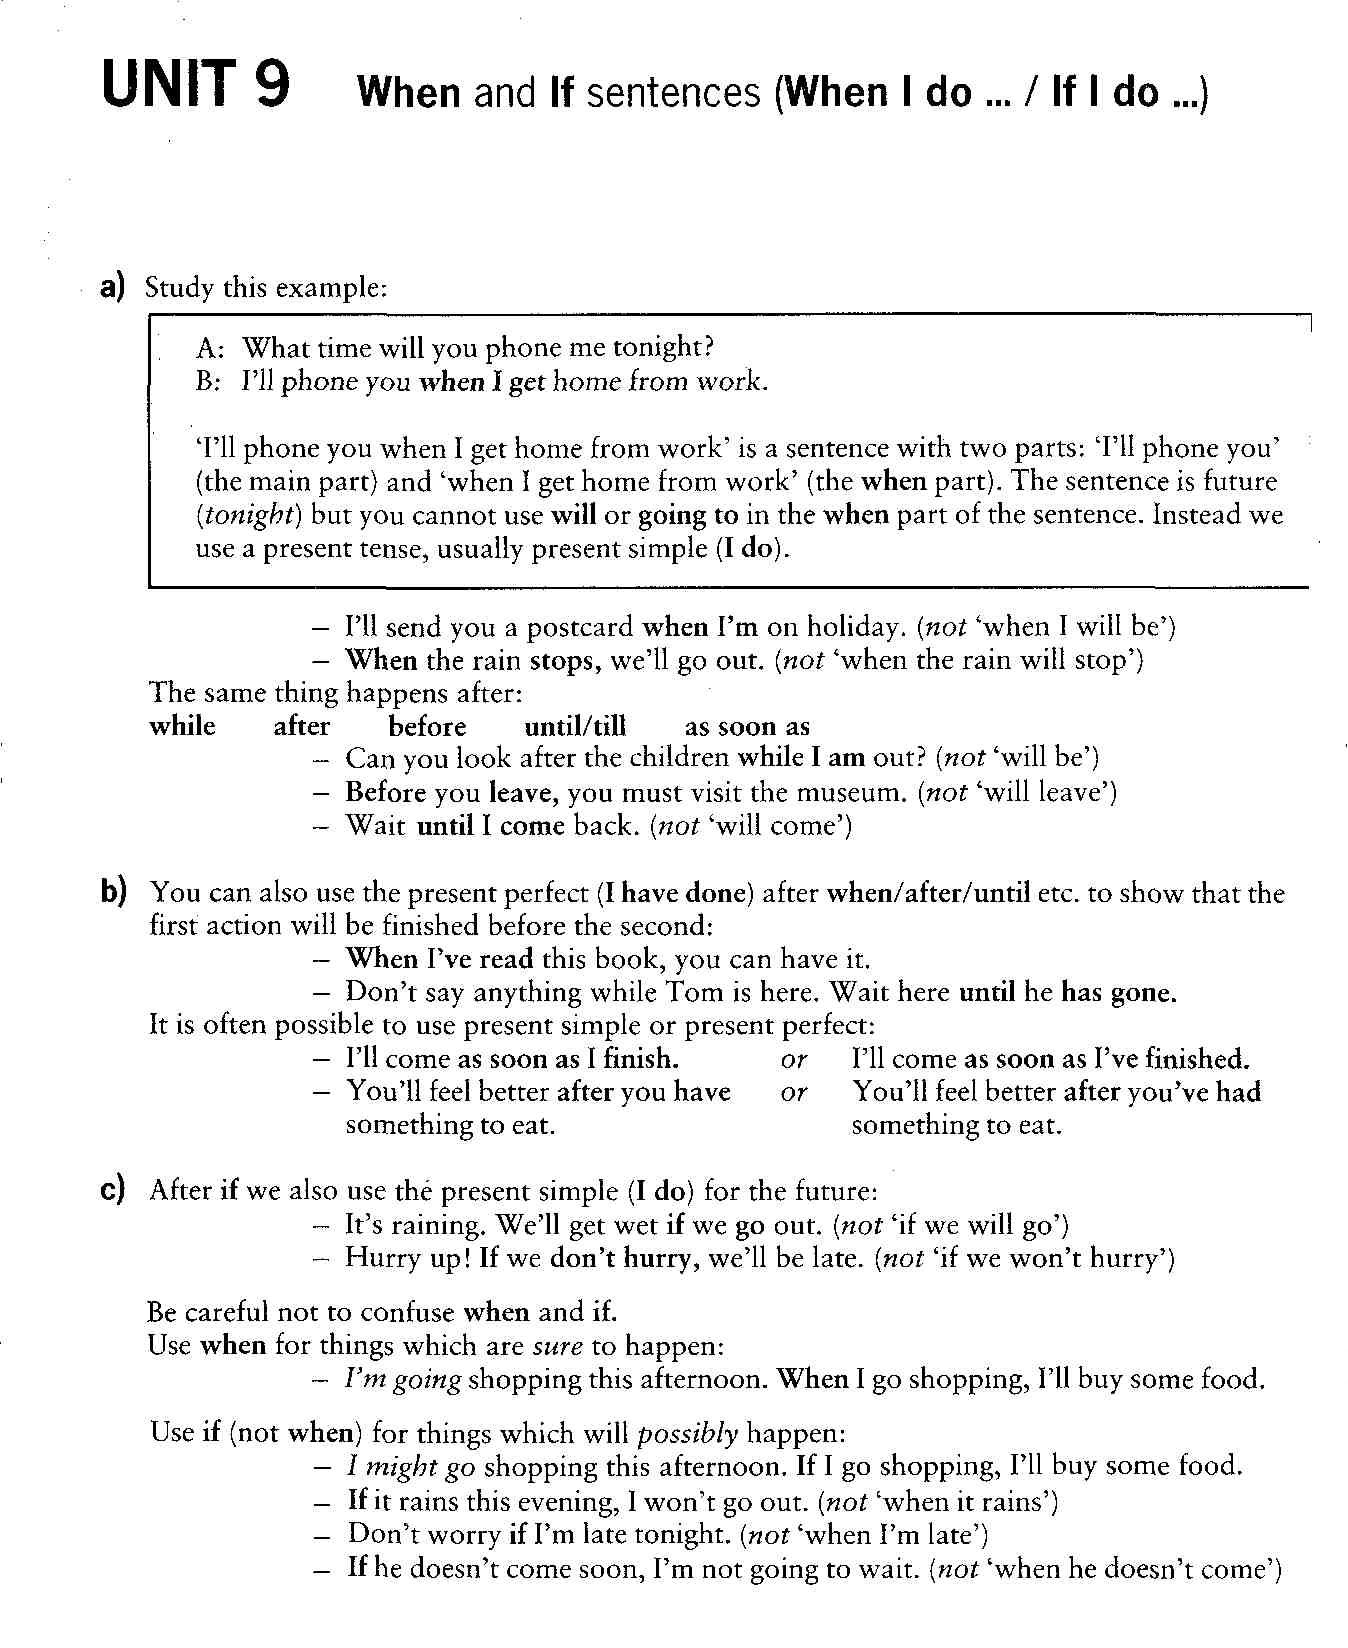 UNIT 9 When and If sentences (When I do ... / If I do ...)
a) Study this example:
A: What time will you phone me tonight?
B: I'll phone you when I get home from work.
'I'll phone you when I get home from work' is a sentence with two parts: 'I'll phone you'
(the main part) and 'when I get home from work' (the when part). The sentence is future
(tonight) but you cannot use will or going to in the when part of the sentence. Instead we
use a present tense, usually present simple (I do).
– I'll send you a postcard when I'm on holiday. (not 'when I will be')
– When the rain stops, we'll go out. (not 'when the rain will stop')
The same thing happens after:
while after before until/till as soon as
– Can you look after the children while I am out? (not 'will be')
– Before you leave, you must visit the museum. (not 'will leave')
– Wait until I come back. (not 'will come')
b) You can also use the present perfect (I have done) after when/after/until etc. to show that the
first action will be finished before the second:
– When I've read this book, you can have it.
– Don't say anything while Tom is here. Wait here until he has gone.
It is often possible to use present simple or present perfect:
– I'll come as soon as I finish. or I'll come as soon as I've finished.
– You'll feel better after you have or You'll feel better after you've had
something to eat. something to eat.
c) After if we also use the present simple (I do) for the future:
– It's raining. We'll get wet if we go out. (not 'if we will go')
– Hurry up! If we don't hurry, we'll be late. (not 'if we won't hurry')
Be careful not to confuse when and if.
Use when for things which are sure to happen:
– I'm going shopping this afternoon. When I go shopping, I'll buy some food.
Use if (not when) for things which will possibly happen:
– I might go shopping this afternoon. If I go shopping, I'll buy some food.
– If it rains this evening, I won't go out. (not 'when it rains')
– Don't worry if I'm late tonight. (not 'when I'm late')
– If he doesn't come soon, I'm not going to wait. (not 'when he doesn't come')